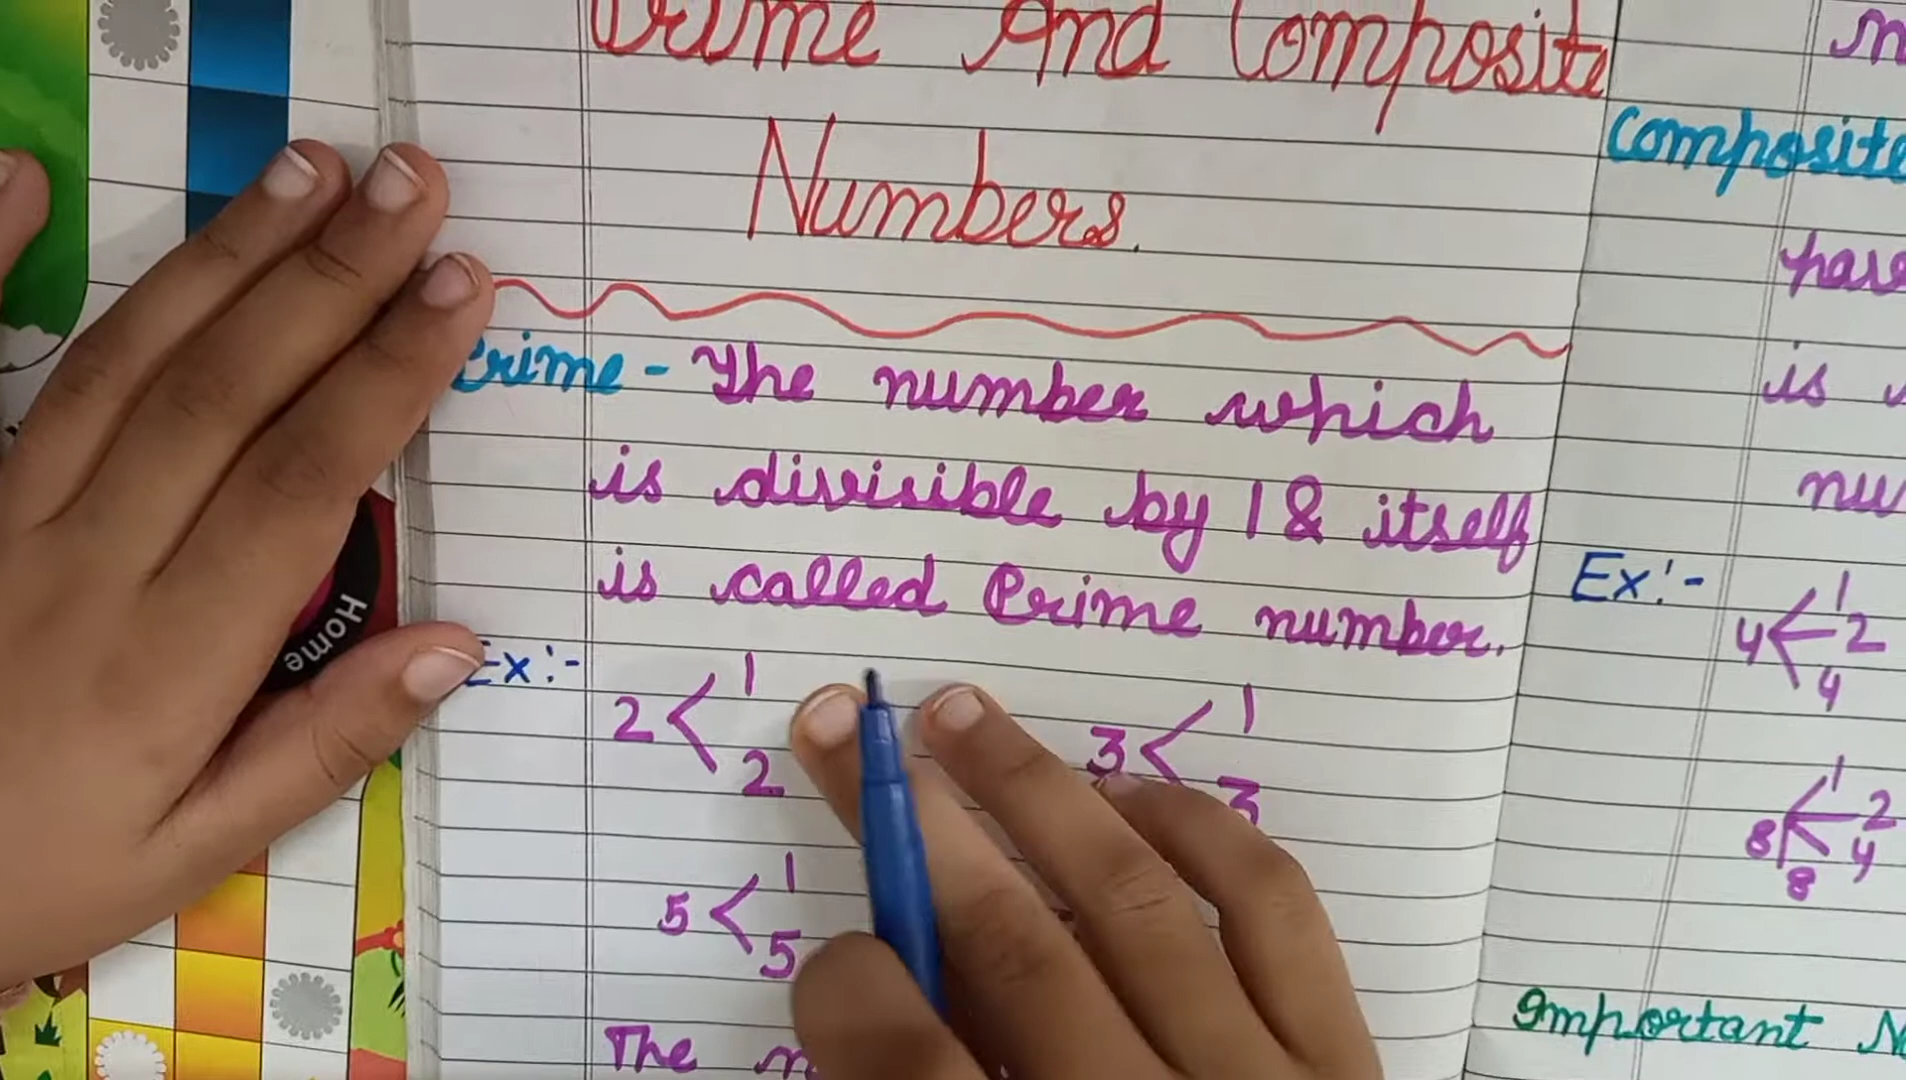 Prime And Composite
Numbers.
Prime - The number which
is divisible by 1 & itself
is called Prime number.
Ex:-
2 < 1 2
3 < 1 3
5 < 1 5
The
Composite
is
Ex:-
4 < 1 2 4
8 < 1 2 4 8
Important
Home